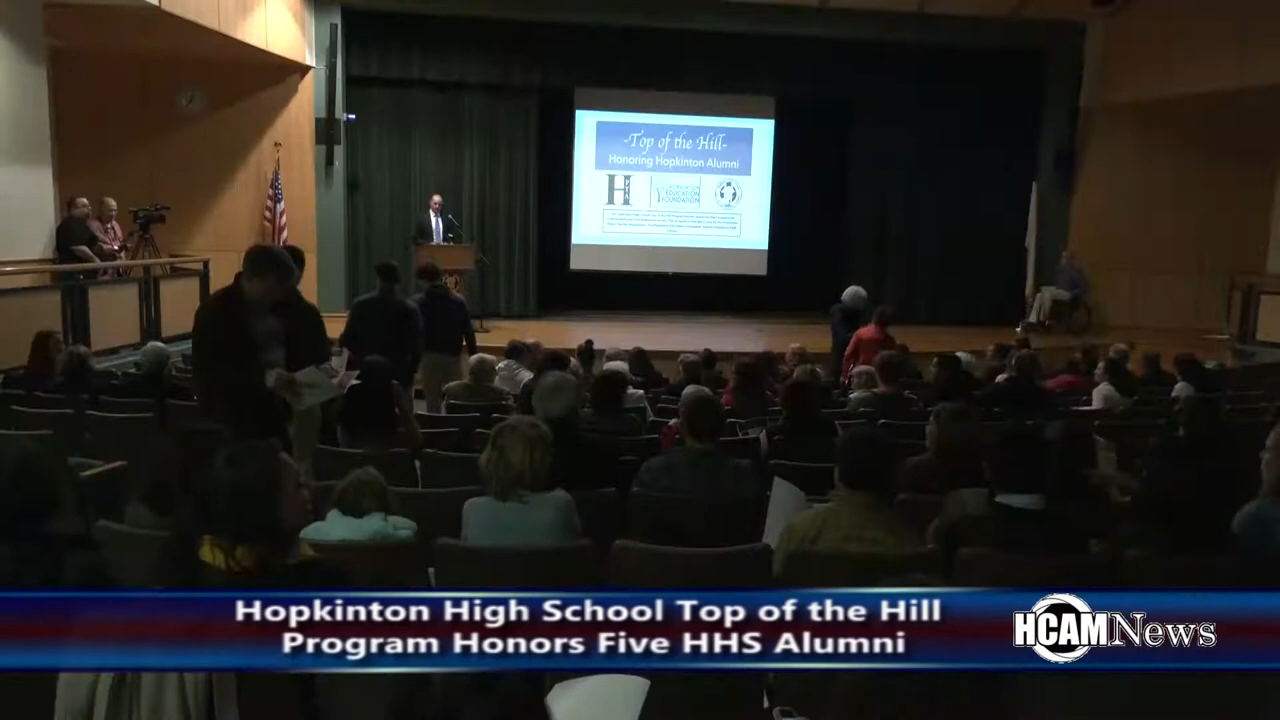 -Top of the Hill-
Honoring Hopkinton Alumni
H
HOPKINTON
EDUCATION
FOUNDATION
Hopkinton High School Top of the Hill
Program Honors Five HHS Alumni
HCAMNews